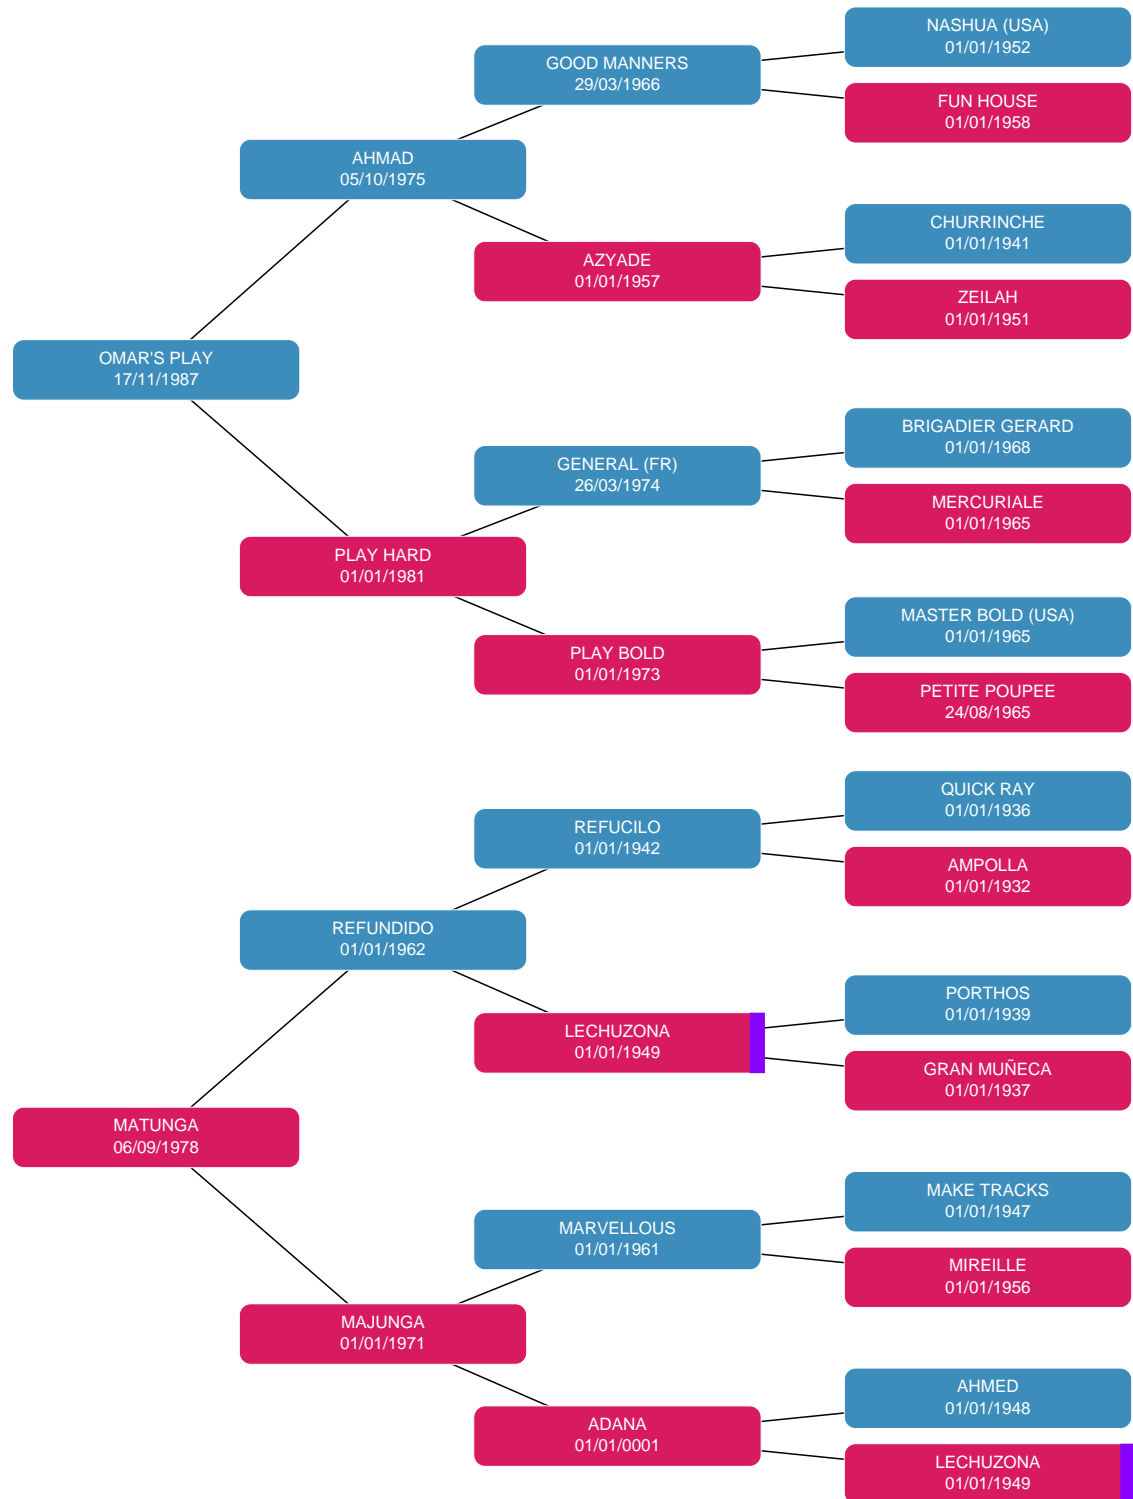 NASHUA (USA)
01/01/1952
GOOD MANNERS
29/03/1966
FUN HOUSE
01/01/1958
AHMAD
05/10/1975
CHURRINCHE
01/01/1941
AZYADE
01/01/1957
ZEILAH
01/01/1951
OMAR'S PLAY
17/11/1987
BRIGADIER GERARD
01/01/1968
GENERAL (FR)
26/03/1974
MERCURIALE
01/01/1965
PLAY HARD
01/01/1981
MASTER BOLD (USA)
01/01/1965
PLAY BOLD
01/01/1973
PETITE POUPEE
24/08/1965
QUICK RAY
01/01/1936
REFUCILO
01/01/1942
AMPOLLA
01/01/1932
REFUNDIDO
01/01/1962
PORTHOS
01/01/1939
LECHUZONA
01/01/1949
GRAN MUÑECA
01/01/1937
MATUNGA
06/09/1978
MAKE TRACKS
01/01/1947
MARVELLOUS
01/01/1961
MIREILLE
01/01/1956
MAJUNGA
01/01/1971
AHMED
01/01/1948
ADANA
01/01/0001
LECHUZONA
01/01/1949